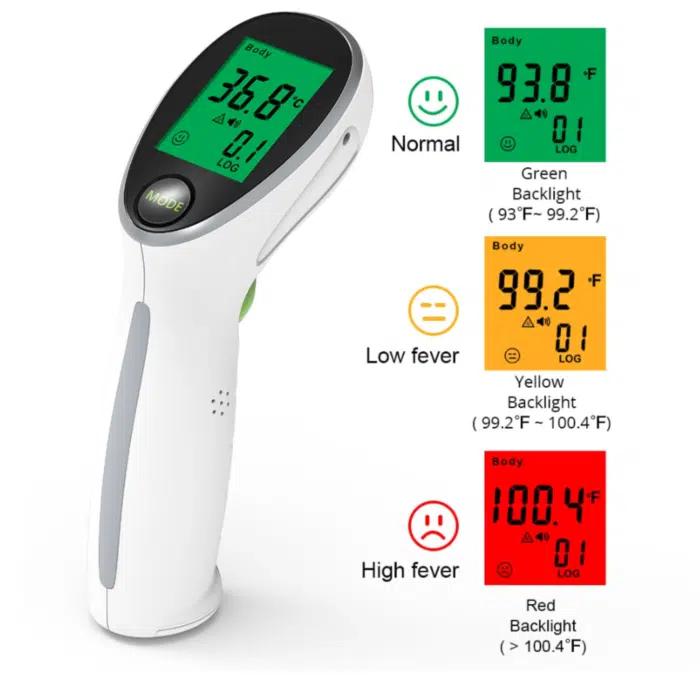 Body
36.8°C
0.1
LOG
MODE
Normal
Body
93.8 °F
01
LOG
Green
Backlight
( 93°F~ 99.2°F)
Low fever
Body
99.2 °F
01
LOG
Yellow
Backlight
( 99.2°F ~ 100.4°F)
High fever
Body
100.4°F
01
LOG
Red
Backlight
( > 100.4°F)